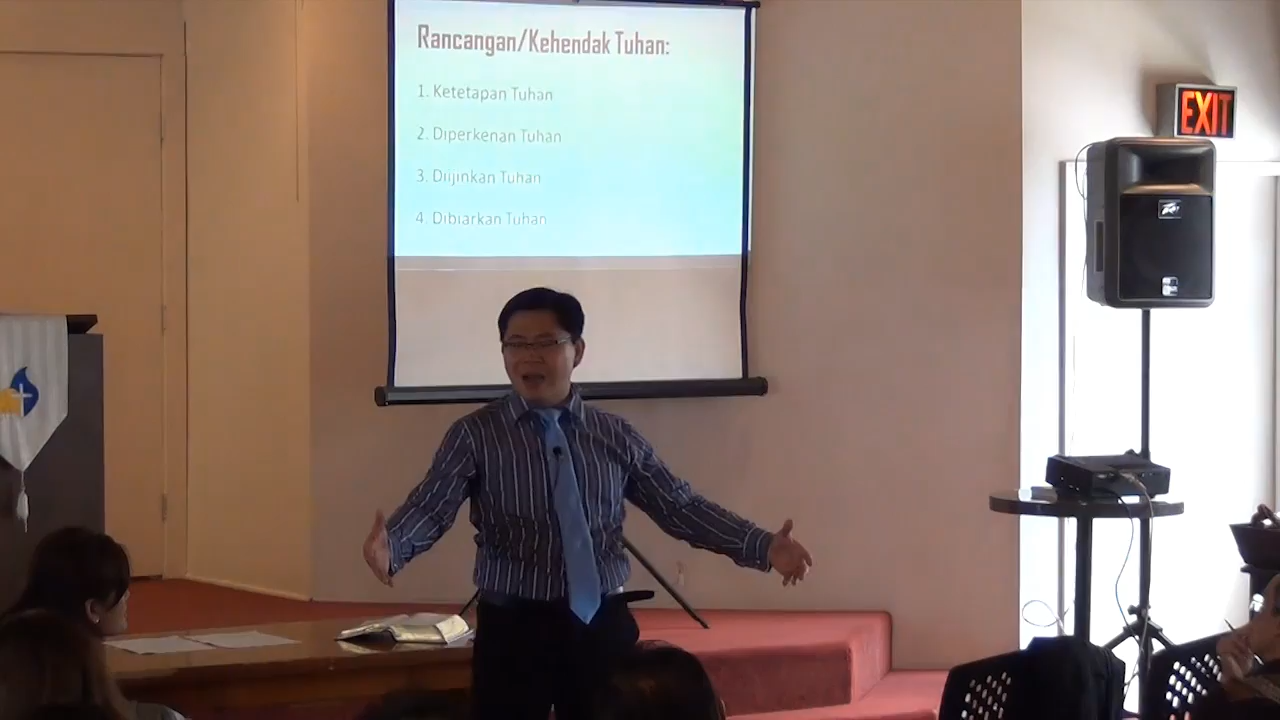 Rancangan/Kehendak Tuhan:
1. Ketetapan Tuhan
2. Diperkenan Tuhan
3. Diijinkan Tuhan
4. Dibiarkan Tuhan
EXIT